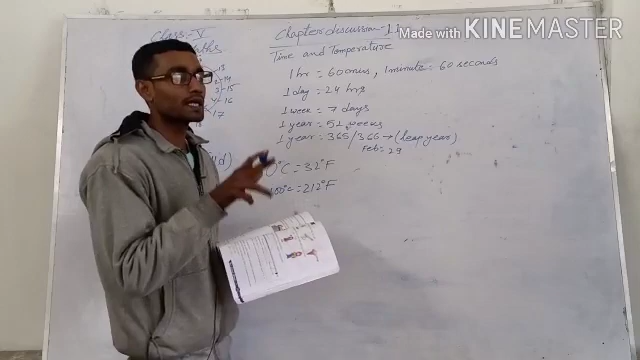 Class-V
Chapter discussion-11
Made with KINEMASTER
Time and Temperature
1 hr = 60 mins, 1 minute = 60 seconds
1 day = 24 hrs
1 week = 7 days
1 year = 52 weeks
1 year = 365/366 → (leap year)
Feb = 29
0°C = 32°F
100°C = 212°F